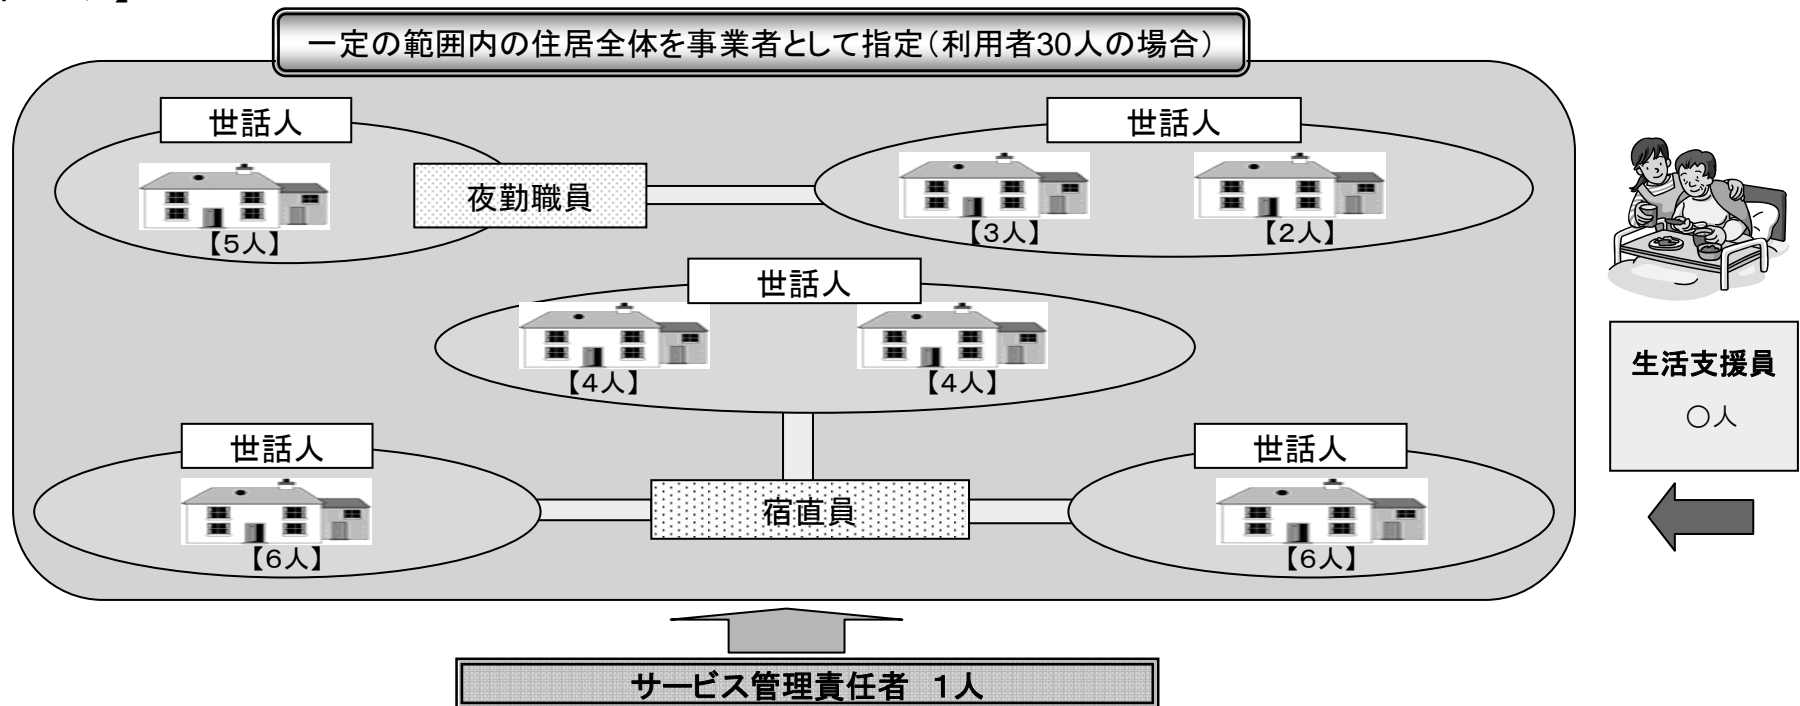 一定の範囲内の住居全体を事業者として指定（利用者30人の場合）
世話人
世話人
夜勤職員
【5人】
【3人】
【2人】
世話人
【4人】
【4人】
生活支援員
○人
世話人
世話人
宿直員
【6人】
【6人】
サービス管理責任者 1人